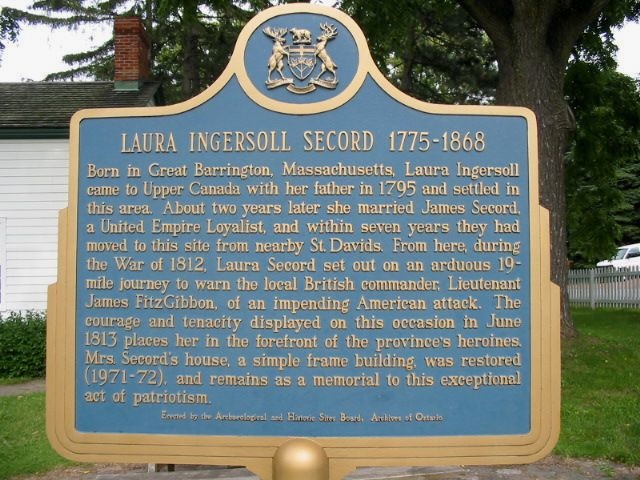 LAURA INGERSOLL SECORD 1775-1868
Born in Great Barrington, Massachusetts, Laura Ingersoll
came to Upper Canada with her father in 1795 and settled in
this area. About two years later she married James Secord,
a United Empire Loyalist, and within seven years they had
moved to this site from nearby St. Davids. From here, during
the War of 1812, Laura Secord set out on an arduous 19-
mile journey to warn the local British commander, Lieutenant
James FitzGibbon, of an impending American attack. The
courage and tenacity displayed on this occasion in June
1813 places her in the forefront of the province's heroines.
Mrs. Secord's house, a simple frame building, was restored
(1971-72), and remains as a memorial to this exceptional
act of patriotism.
Erected by the Archaeological and Historic Sites Board, Archives of Ontario